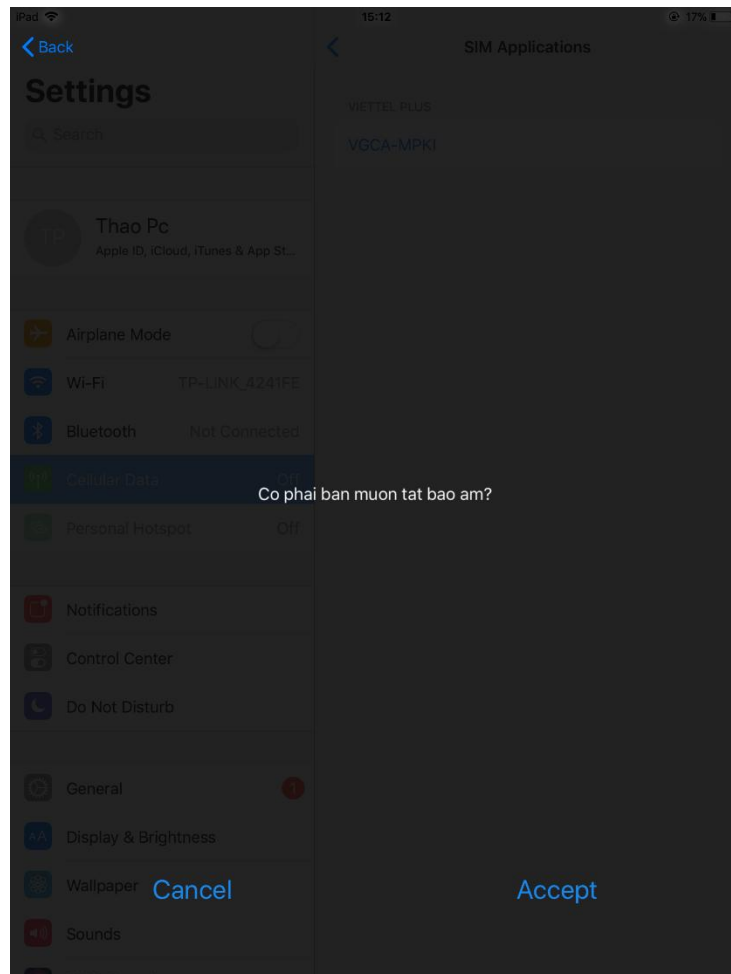 iPad
15:12
17%
Back
SIM Applications
Settings
Search
VIETTEL PLUS
VGCA-MPKI
TP
Thao Pc
Apple ID, iCloud, iTunes & App St...
Airplane Mode
Wi-Fi TP-LINK_4241FE
Bluetooth Not Connected
Cellular Data Off
Co phai ban muon tat bao am?
Personal Hotspot Off
Notifications
Control Center
Do Not Disturb
General 1
AA Display & Brightness
Wallpaper
Cancel Accept
Sounds